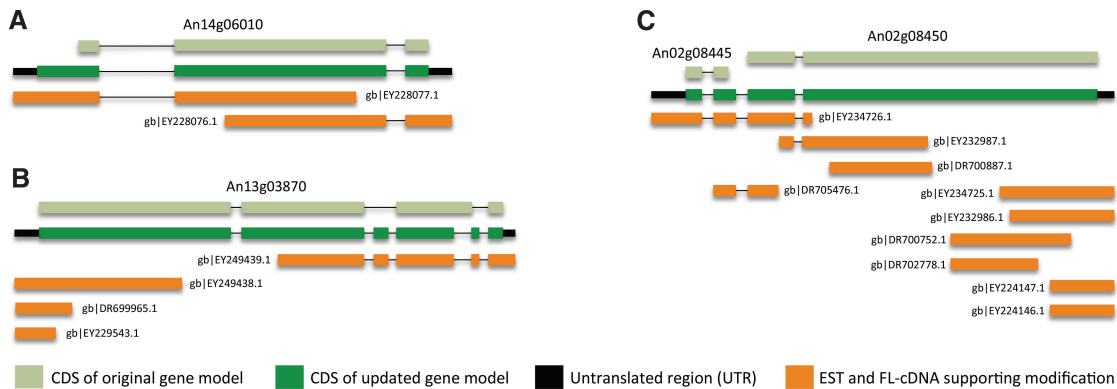 A
An14g06010
gb|EY228077.1
gb|EY228076.1
B
An13g03870
gb|EY249439.1
gb|EY249438.1
gb|DR699965.1
gb|EY229543.1
C
An02g08450
An02g08445
gb|EY234726.1
gb|EY232987.1
gb|DR700887.1
gb|DR705476.1
gb|EY234725.1
gb|EY232986.1
gb|DR700752.1
gb|DR702778.1
gb|EY224147.1
gb|EY224146.1
CDS of original gene model
CDS of updated gene model
Untranslated region (UTR)
EST and FL-cDNA supporting modification